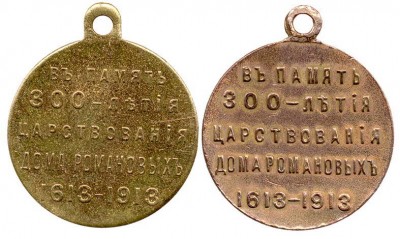 ВЪ ПАМЯТЬ
300-ЛѢТІЯ
ЦАРСТВОВАНІЯ
ДОМА РОМАНОВЫХЪ
1613-1913
ВЪ ПАМЯТЬ
300-ЛѢТІЯ
ЦАРСТВОВАНІЯ
ДОМА РОМАНОВЫХЪ
1613-1913